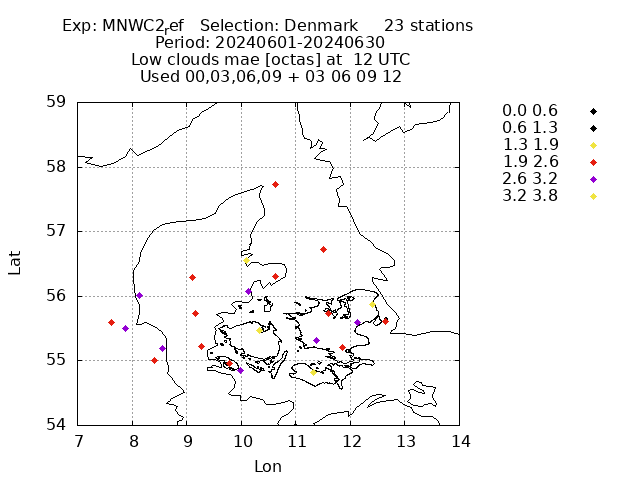 Exp: MNWC2ref Selection: Denmark 23 stations
Period: 20240601-20240630
Low clouds mae [octas] at 12 UTC
Used 00,03,06,09 + 03 06 09 12
0.0 0.6
0.6 1.3
1.3 1.9
1.9 2.6
2.6 3.2
3.2 3.8
59
58
57
56
55
54
Lat
7 8 9 10 11 12 13 14
Lon